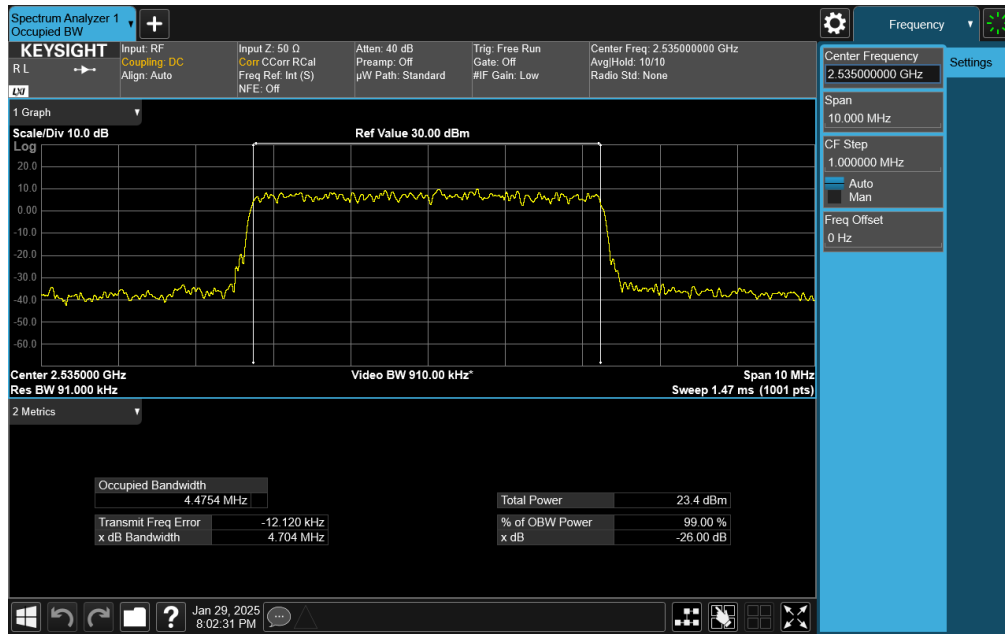 Spectrum Analyzer 1
Occupied BW
Frequency
KEYSIGHT
R L
LXI
Input: RF
Coupling: DC
Align: Auto
Input Z: 50 Ω
Corr CCorr RCal
Freq Ref: Int (S)
NFE: Off
Atten: 40 dB
Preamp: Off
µW Path: Standard
Trig: Free Run
Gate: Off
#IF Gain: Low
Center Freq: 2.535000000 GHz
Avg|Hold: 10/10
Radio Std: None
Center Frequency
2.535000000 GHz
Settings
Span
10.000 MHz
CF Step
1.000000 MHz
Auto
Man
Freq Offset
0 Hz
1 Graph
Scale/Div 10.0 dB
Ref Value 30.00 dBm
Log
20.0
10.0
0.00
-10.0
-20.0
-30.0
-40.0
-50.0
-60.0
Center 2.535000 GHz
Video BW 910.00 kHz*
Span 10 MHz
Res BW 91.000 kHz
Sweep 1.47 ms (1001 pts)
2 Metrics
Occupied Bandwidth
4.4754 MHz
Total Power 23.4 dBm
Transmit Freq Error -12.120 kHz
% of OBW Power 99.00 %
x dB Bandwidth 4.704 MHz
x dB -26.00 dB
Jan 29, 2025
8:02:31 PM